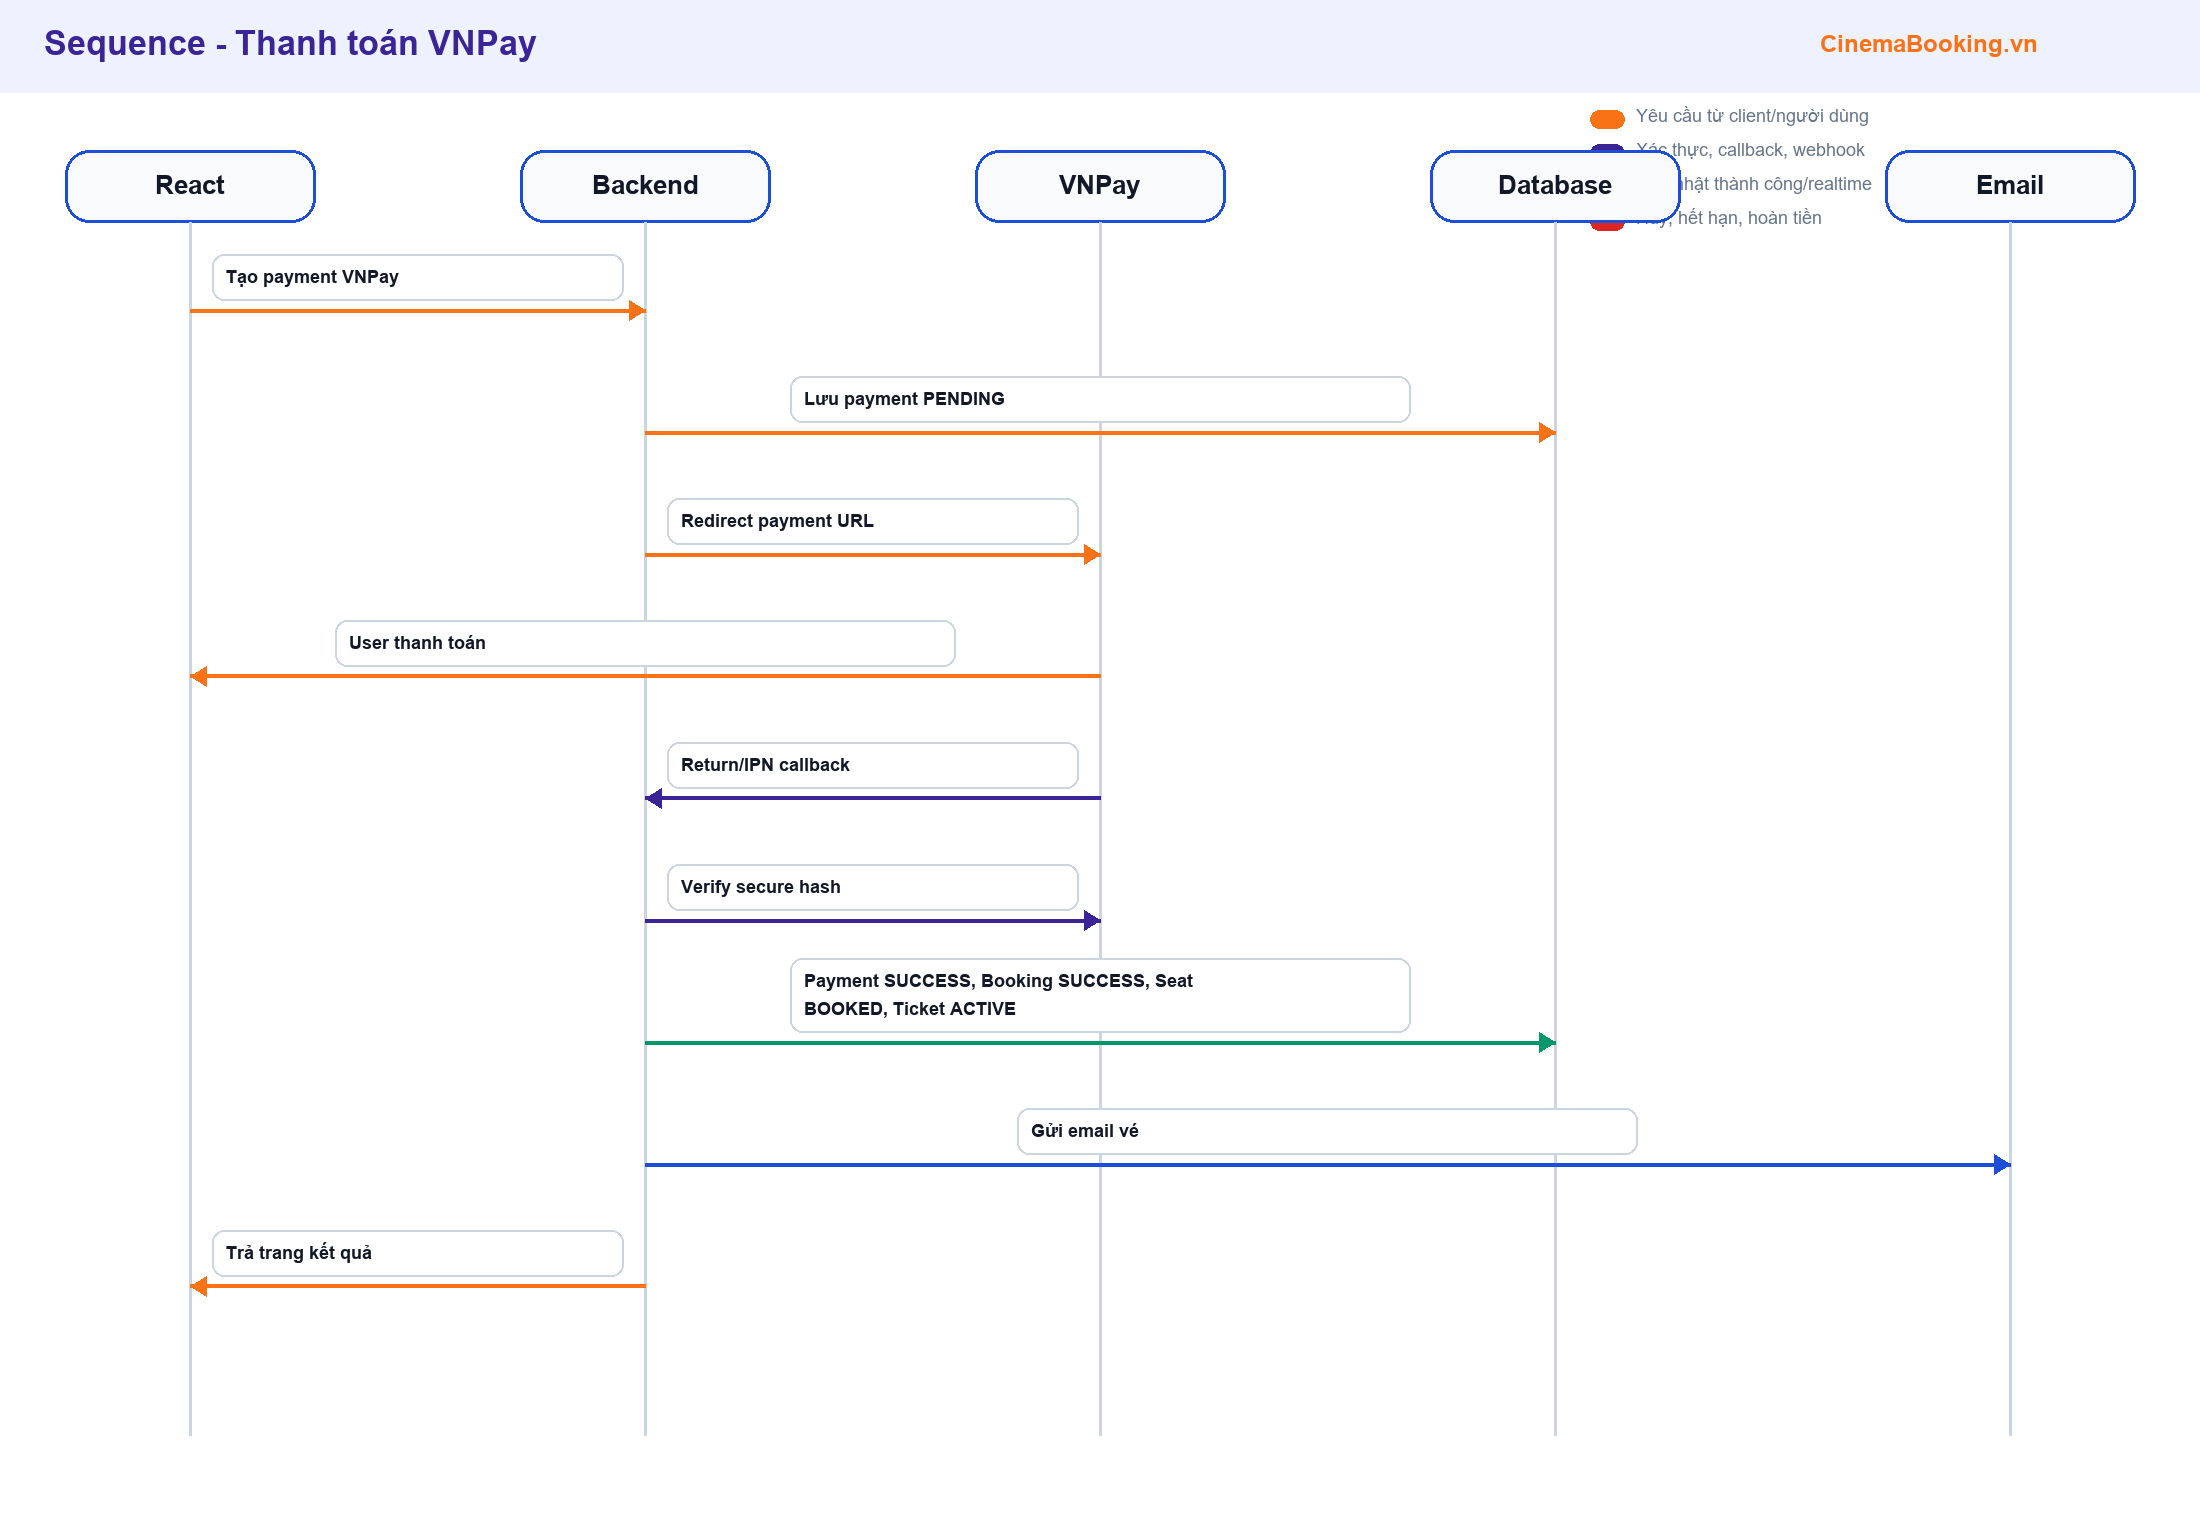 Sequence - Thanh toán VNPay
CinemaBooking.vn
Yêu cầu từ client/người dùng
thực, callback, webhook
thành công/realtime
hết hạn, hoàn tiền
React
Backend
VNPay
Database
Email
Tạo payment VNPay
Lưu payment PENDING
Redirect payment URL
User thanh toán
Return/IPN callback
Verify secure hash
Payment SUCCESS, Booking SUCCESS, Seat
BOOKED, Ticket ACTIVE
Gửi email vé
Trả trang kết quả